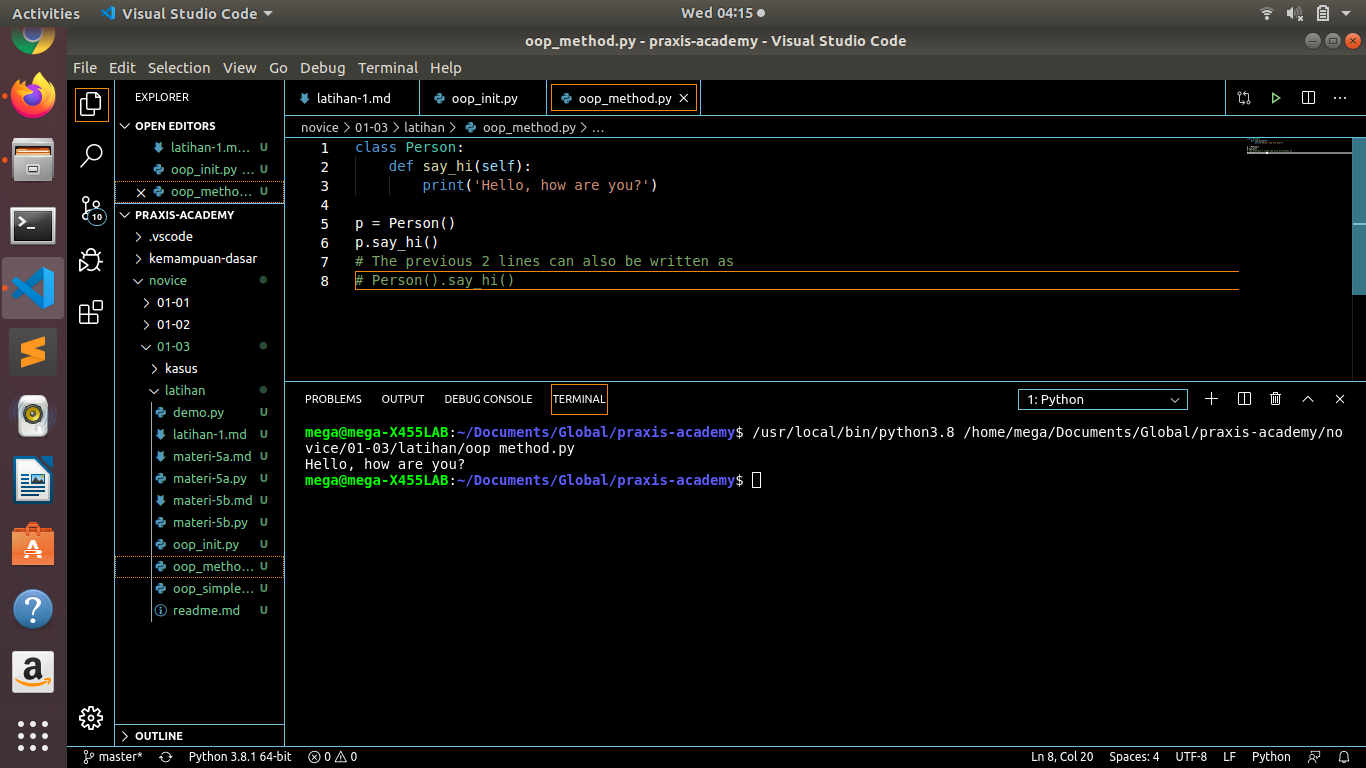 Activities Visual Studio Code Wed 04:15
oop_method.py - praxis-academy - Visual Studio Code
File Edit Selection View Go Debug Terminal Help
EXPLORER
OPEN EDITORS
latihan-1.m... U
oop_init.py ... U
oop_metho... U
PRAXIS-ACADEMY
.vscode
kemampuan-dasar
novice
01-01
01-02
01-03
kasus
latihan
demo.py U
latihan-1.md U
materi-5a.md U
materi-5a.py U
materi-5b.md U
materi-5b.py U
oop_init.py U
oop_metho... U
oop_simple... U
readme.md U
OUTLINE
10
latihan-1.md oop_init.py oop_method.py
novice > 01-03 > latihan > oop_method.py > ...
1 class Person:
2 def say_hi(self):
3 print('Hello, how are you?')
4
5 p = Person()
6 p.say_hi()
7 # The previous 2 lines can also be written as
8 # Person().say_hi()
PROBLEMS OUTPUT DEBUG CONSOLE TERMINAL 1: Python
mega@mega-X455LAB:~/Documents/Global/praxis-academy$ /usr/local/bin/python3.8 /home/mega/Documents/Global/praxis-academy/no
vice/01-03/latihan/oop method.py
Hello, how are you?
mega@mega-X455LAB:~/Documents/Global/praxis-academy$
master* Python 3.8.1 64-bit 0 0 Ln 8, Col 20 Spaces: 4 UTF-8 LF Python